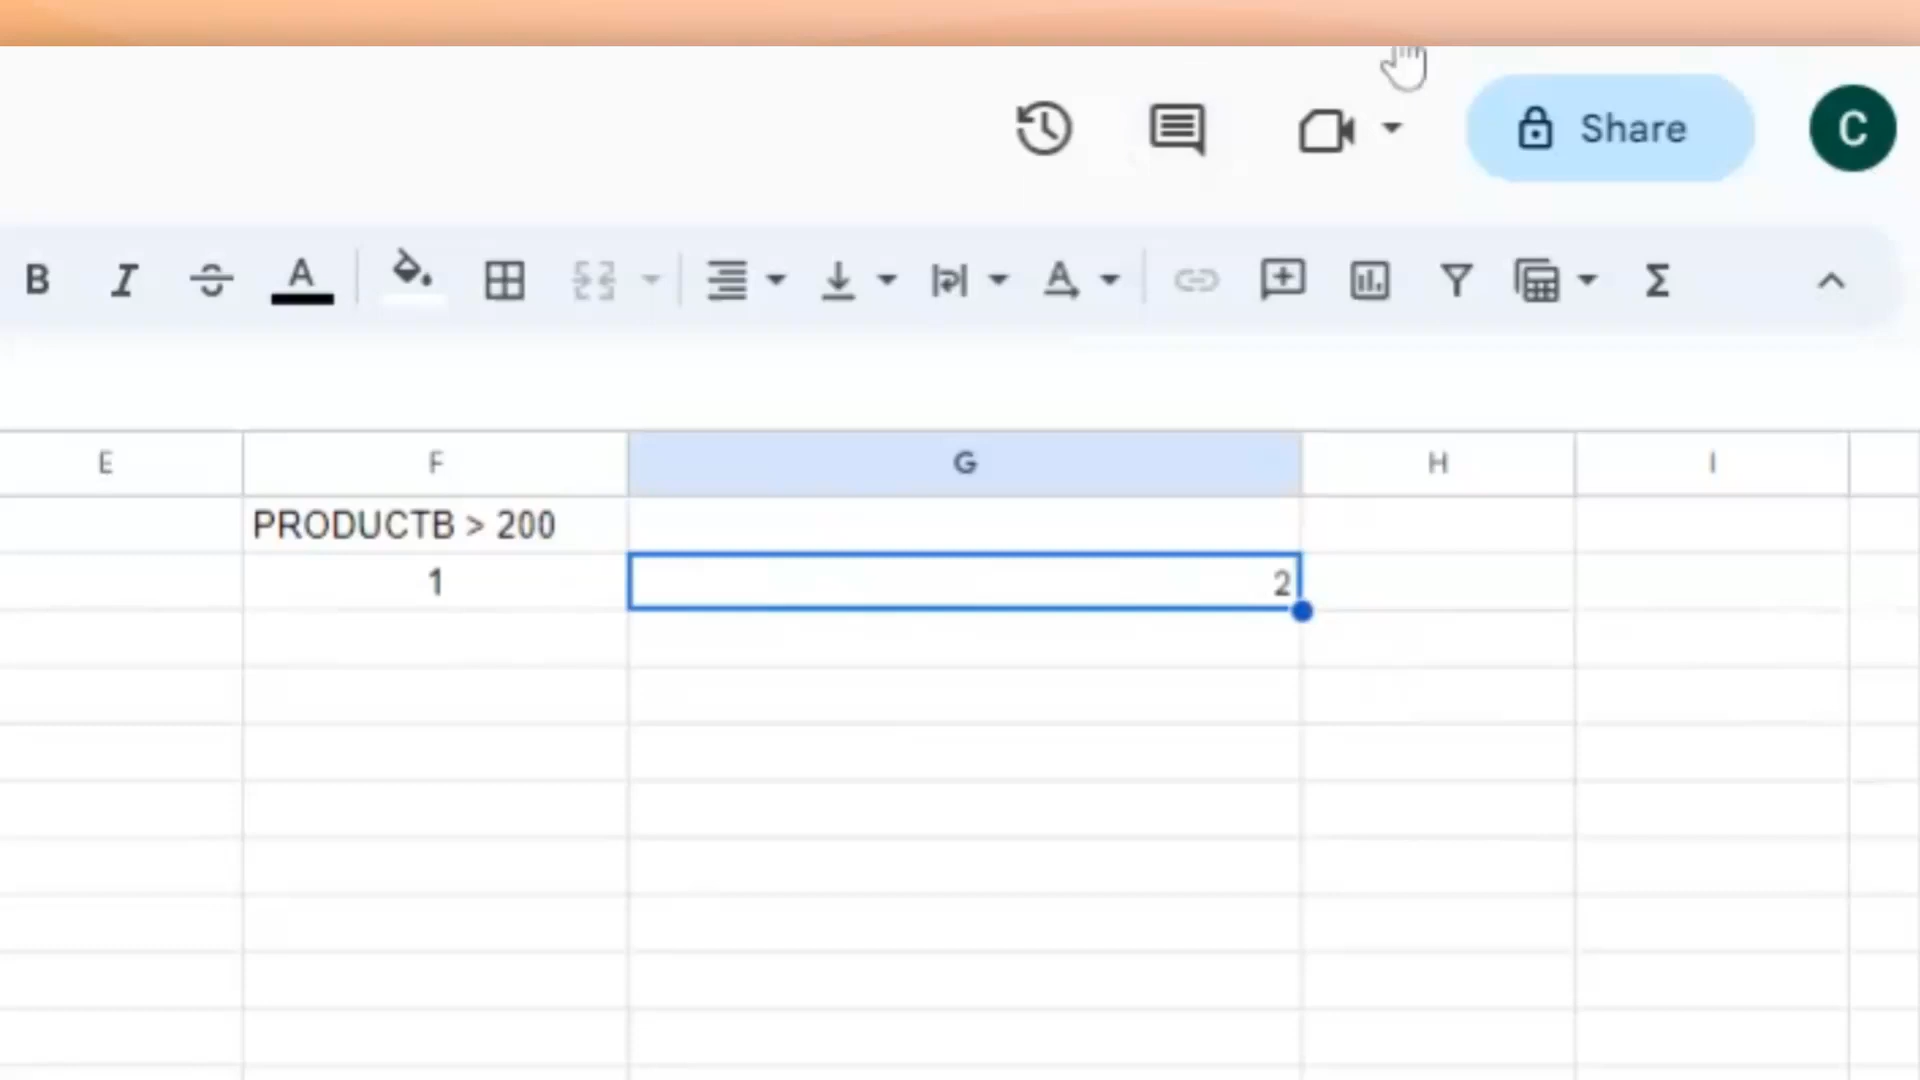 Share
C
B I S A A Σ
E F G H I
PRODUCTB > 200
1 2